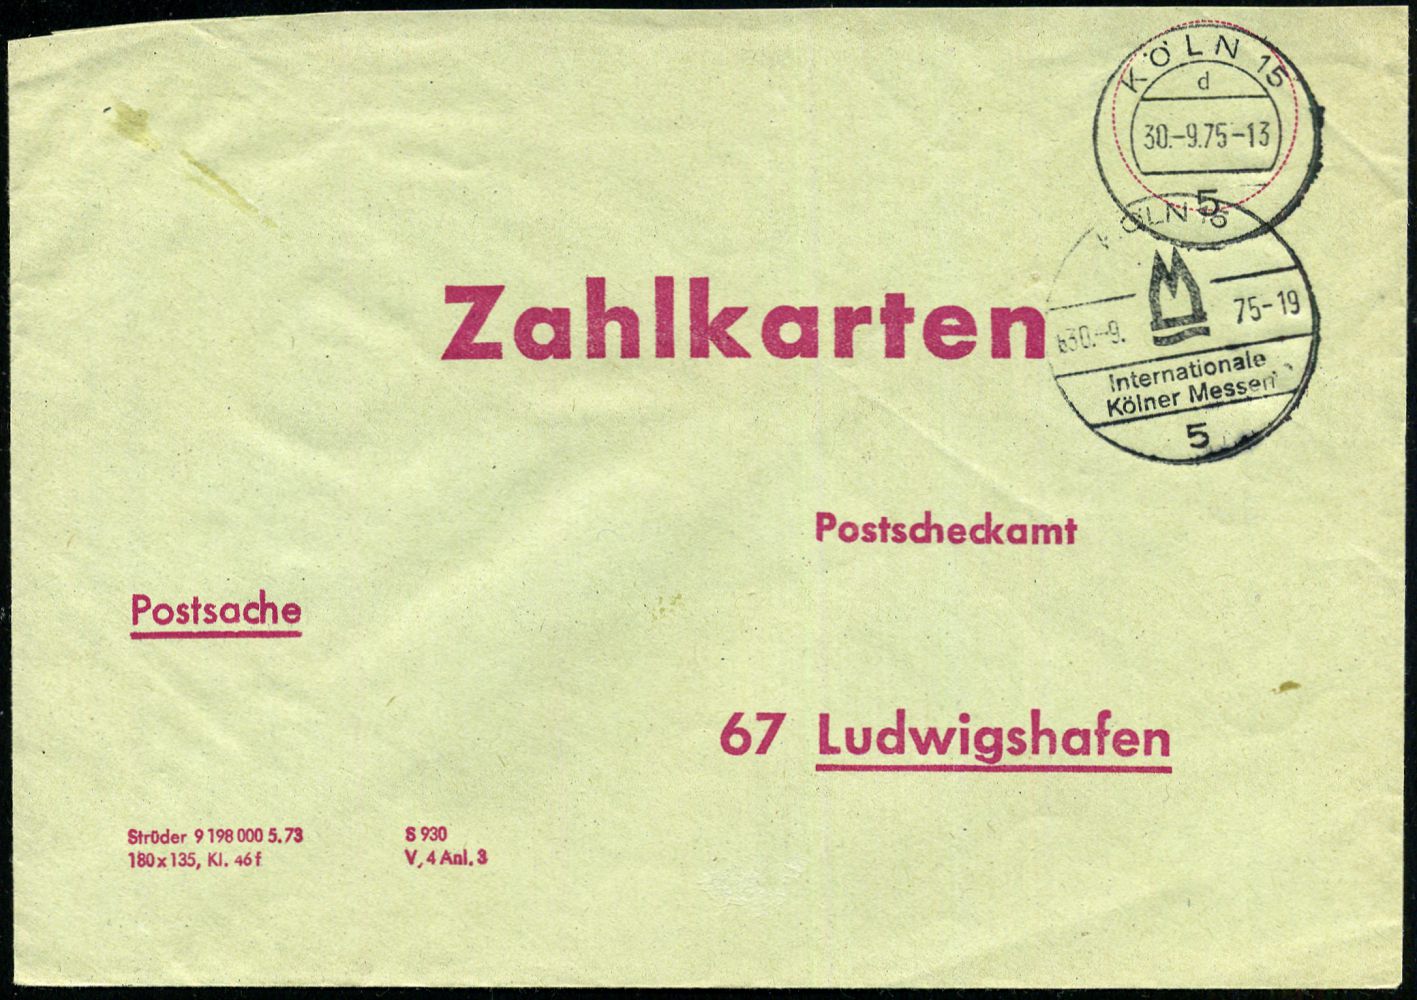 KÖLN 15
d
30.-9.75-13
5
KÖLN 15
30.-9. 75-19
Internationale
Kölner Messen
5
Zahlkarten
Postscheckamt
Postsache
67 Ludwigshafen
Strüder 9 198 000 5.73 S 930
180x135, Kl. 46f V, 4 Anl. 3